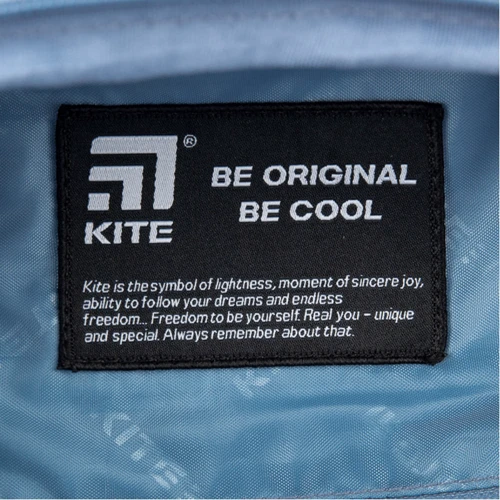 ®
KITE
BE ORIGINAL
BE COOL
Kite is the symbol of lightness, moment of sincere joy,
ability to follow your dreams and endless
freedom... Freedom to be yourself. Real you - unique
and special. Always remember about that.
KITE